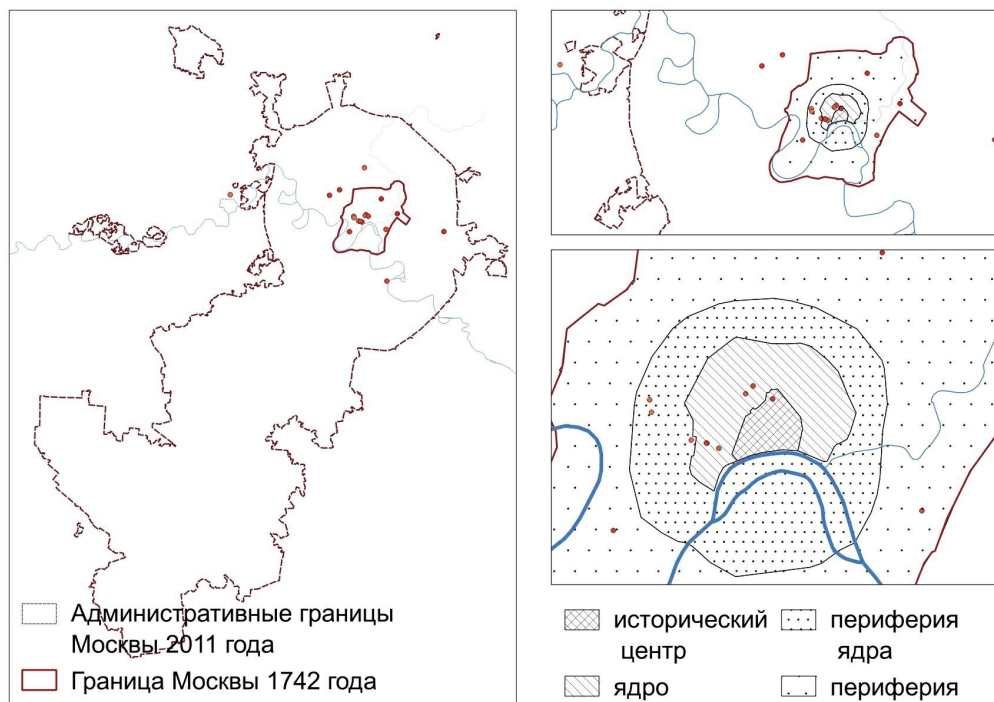 Административные границы
Москвы 2011 года
Граница Москвы 1742 года
исторический
центр
ядро
периферия
ядра
периферия